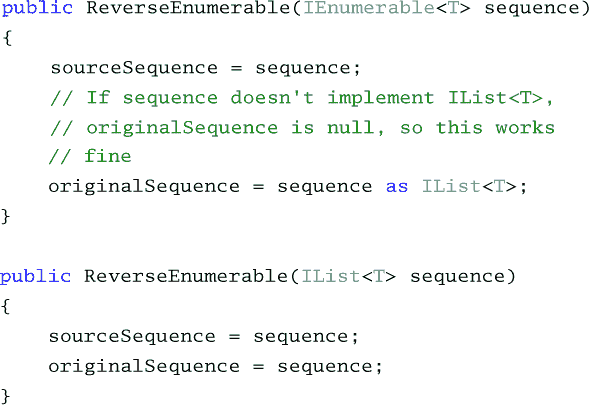 public ReverseEnumerable(IEnumerable<T> sequence)
{
    sourceSequence = sequence;
    // If sequence doesn't implement IList<T>,
    // originalSequence is null, so this works
    // fine
    originalSequence = sequence as IList<T>;
}

public ReverseEnumerable(IList<T> sequence)
{
    sourceSequence = sequence;
    originalSequence = sequence;
}